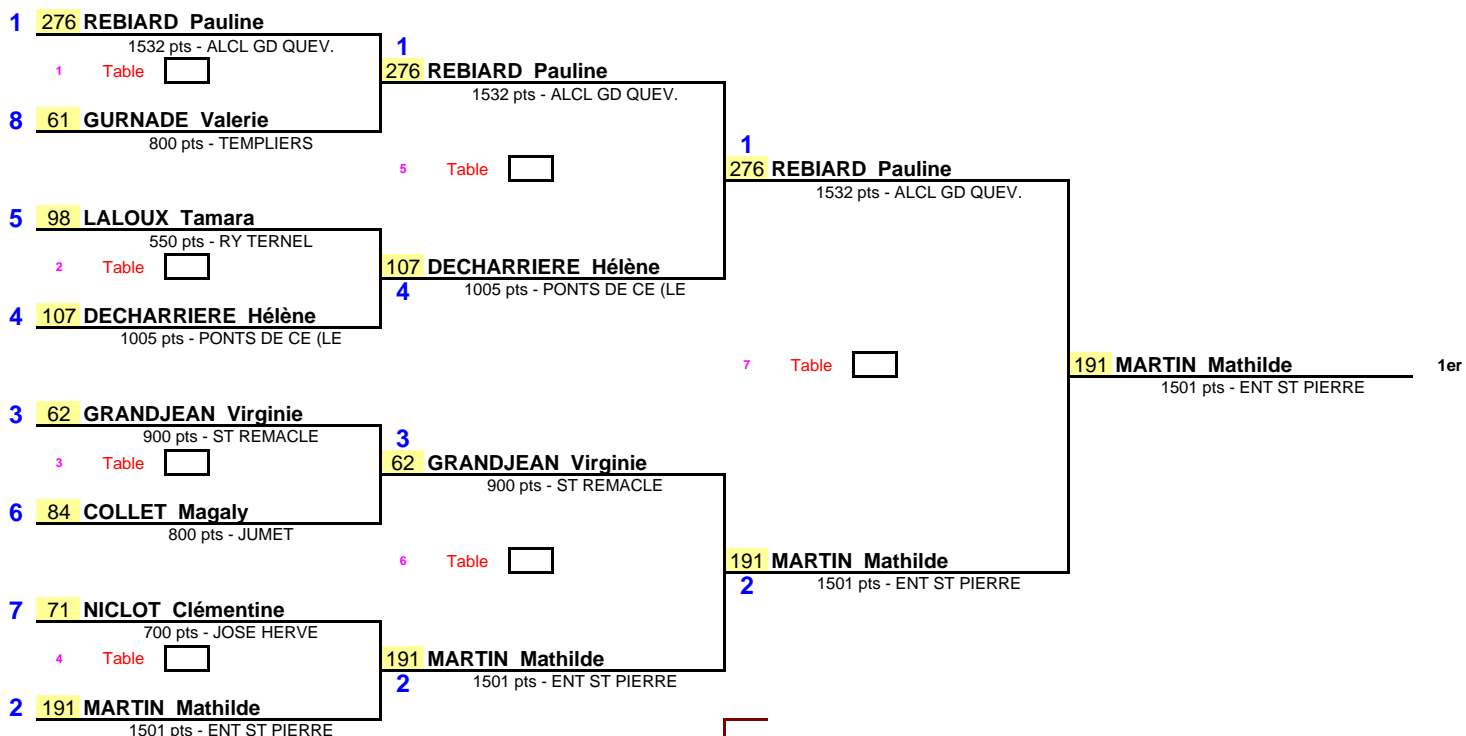 1 276 REBIARD Pauline
1532 pts - ALCL GD QUEV.
1
1 Table
276 REBIARD Pauline
1532 pts - ALCL GD QUEV.
8 61 GURNADE Valerie
800 pts - TEMPLIERS
1
5 Table
276 REBIARD Pauline
1532 pts - ALCL GD QUEV.
5 98 LALOUX Tamara
550 pts - RY TERNEL
2 Table
107 DECHARRIERE Hélène
4
1005 pts - PONTS DE CE (LE
4 107 DECHARRIERE Hélène
1005 pts - PONTS DE CE (LE
7 Table
191 MARTIN Mathilde 1er
1501 pts - ENT ST PIERRE
3 62 GRANDJEAN Virginie
900 pts - ST REMACLE
3
3 Table
62 GRANDJEAN Virginie
900 pts - ST REMACLE
6 84 COLLET Magaly
800 pts - JUMET
6 Table
191 MARTIN Mathilde
2
1501 pts - ENT ST PIERRE
7 71 NICLOT Clémentine
700 pts - JOSE HERVE
4 Table
191 MARTIN Mathilde
2
1501 pts - ENT ST PIERRE
2 191 MARTIN Mathilde
1501 pts - ENT ST PIERRE